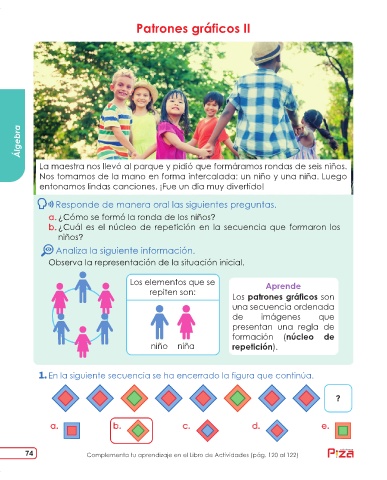 Patrones gráficos II
Álgebra
La maestra nos llevó al parque y pidió que formáramos rondas de seis niños.
Nos tomamos de la mano en forma intercalada: un niño y una niña. Luego
entonamos lindas canciones. ¡Fue un día muy divertido!
Responde de manera oral las siguientes preguntas.
a. ¿Cómo se formó la ronda de los niños?
b. ¿Cuál es el núcleo de repetición en la secuencia que formaron los
niños?
Analiza la siguiente información.
Observa la representación de la situación inicial.
Los elementos que se
repiten son:
niño niña
Aprende
Los patrones gráficos son
una secuencia ordenada
de imágenes que
presentan una regla de
formación (núcleo de
repetición).
1. En la siguiente secuencia se ha encerrado la figura que continúa.
?
a. b. c. d. e.
74
Complementa tu aprendizaje en el Libro de Actividades (pág. 120 al 122)